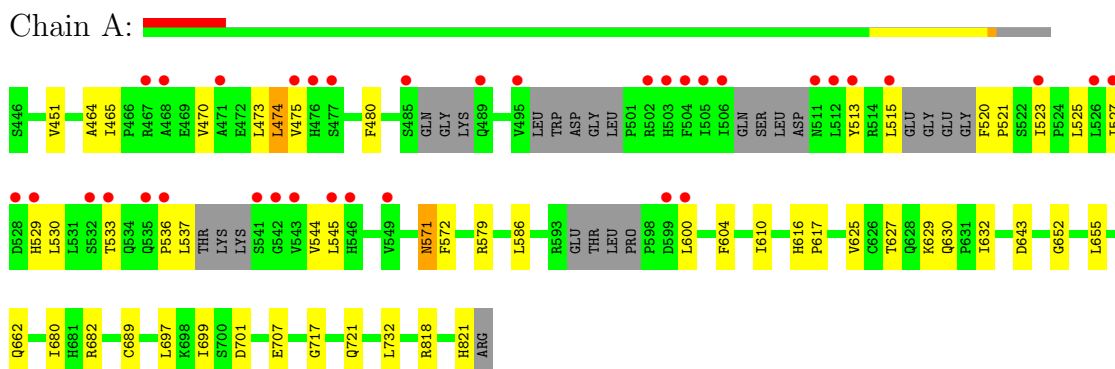 Chain A:
S446 V451 A464 I465 P466 R467 A468 E469 V470 A471 E472 L473 L474 V475 H476 S477 F480 S485 GLN GLY LYS Q489 V495 LEU TRP ASP GLY LEU P501 R502 H503 F504 I505 I506 GLN SER LEU ASP N511 L512 Y513 R514 L515 GLU GLY GLU GLY F520 P521 S522 I523 P524 L525 L526 I527
D528 H529 L530 L531 S532 T533 Q534 Q535 P536 L537 THR LYS LYS S541 G542 V543 V544 L545 H546 V549 N571 F572 R579 L586 R593 GLU THR LEU PRO P598 D599 L600 F604 I610 H616 P617 V625 C626 T627 Q628 K629 Q630 P631 I632 D643 G652 L655
Q662 I680 H681 R682 C689 L697 K698 I699 S700 D701 E707 G717 Q721 L732 R818 H821 ARG